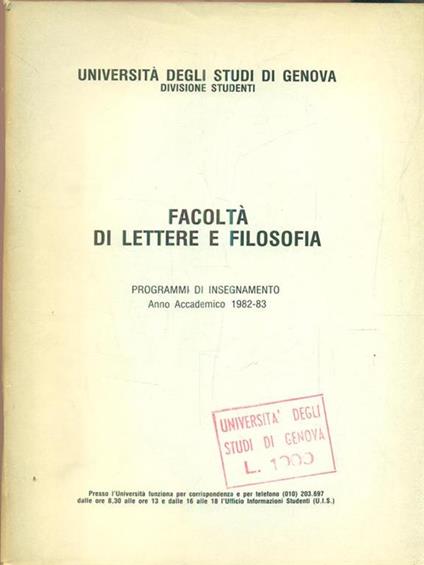 UNIVERSITÀ DEGLI STUDI DI GENOVA
DIVISIONE STUDENTI
FACOLTÀ
DI LETTERE E FILOSOFIA
PROGRAMMI DI INSEGNAMENTO
Anno Accademico 1982-83
UNIVERSITA' DEGLI
STUDI DI GENOVA
L. 1000
Presso l'Università funziona per corrispondenza e per telefono (010) 203.697
dalle ore 8,30 alle ore 13 e dalle 16 alle 18 l'Ufficio Informazioni Studenti (U.I.S.)